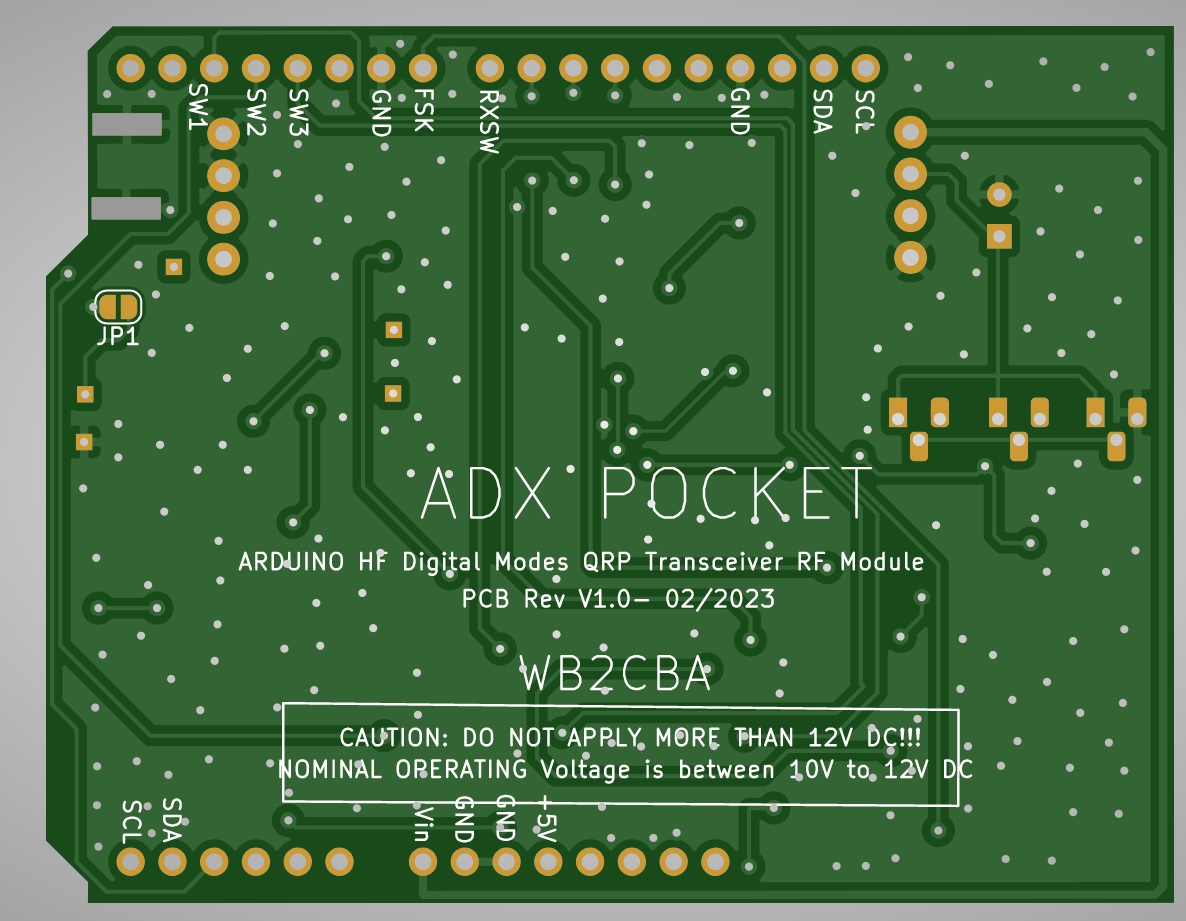 SW1
SW2
SW3
GND
FSK
RXSW
GND
SDA
SCL
JP1
ADX POCKET
ARDUINO HF Digital Modes QRP Transceiver RF Module
PCB Rev V1.0- 02/2023
WB2CBA
CAUTION: DO NOT APPLY MORE THAN 12V DC!!!
NOMINAL OPERATING Voltage is between 10V to 12V DC
SCL
SDA
Vin
GND
GND
+5V